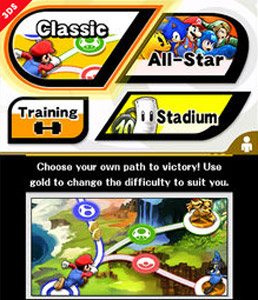 3DS
Classic
All-Star
Training
Stadium
Choose your own path to victory! Use
gold to change the difficulty to suit you.